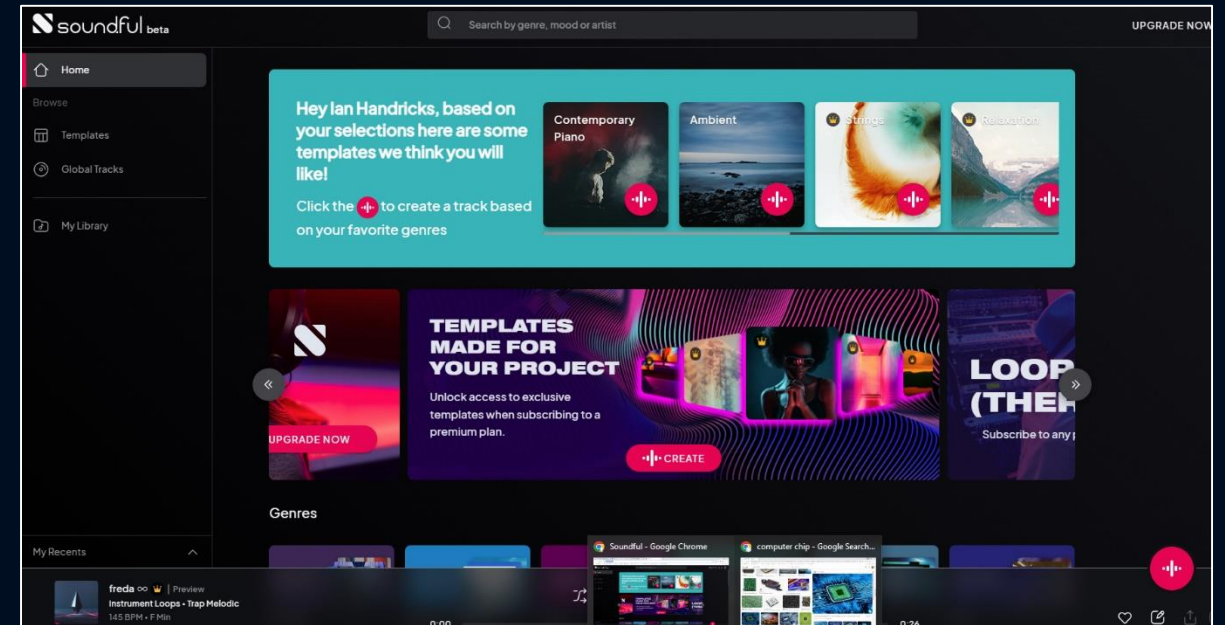 soundful beta
Search by genre, mood or artist
UPGRADE NOW
Home
Browse
Templates
Global Tracks
My Library
Hey Ian Handricks, based on
your selections here are some
templates we think you will
like!
Click the to create a track based
on your favorite genres
Contemporary
Piano
Ambient
Strings
Relaxation
UPGRADE NOW
TEMPLATES
MADE FOR
YOUR PROJECT
Unlock access to exclusive
templates when subscribing to a
premium plan.
CREATE
LOOP
(THE
Subscribe to any
Genres
My Recents
Soundful - Google Chrome
computer chip - Google Search...
freda ∞ | Preview
Instrument Loops • Trap Melodic
145 BPM • F Min
0:00
0:26